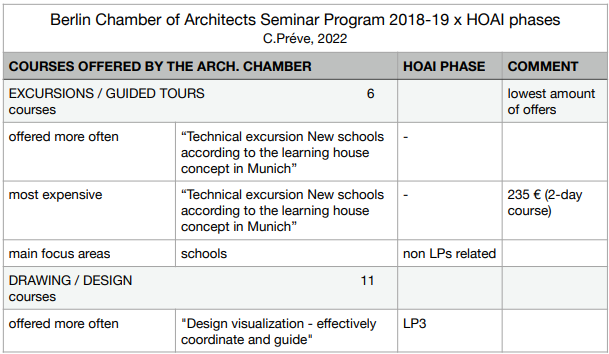 Berlin Chamber of Architects Seminar Program 2018-19 x HOAI phases
C.Préve, 2022
COURSES OFFERED BY THE ARCH. CHAMBER HOAI PHASE COMMENT
EXCURSIONS / GUIDED TOURS 6 lowest amount
courses of offers
offered more often “Technical excursion New schools -
according to the learning house
concept in Munich”
most expensive “Technical excursion New schools - 235 € (2-day
according to the learning house course)
concept in Munich”
main focus areas schools non LPs related
DRAWING / DESIGN 11
courses
offered more often "Design visualization - effectively LP3
coordinate and guide"